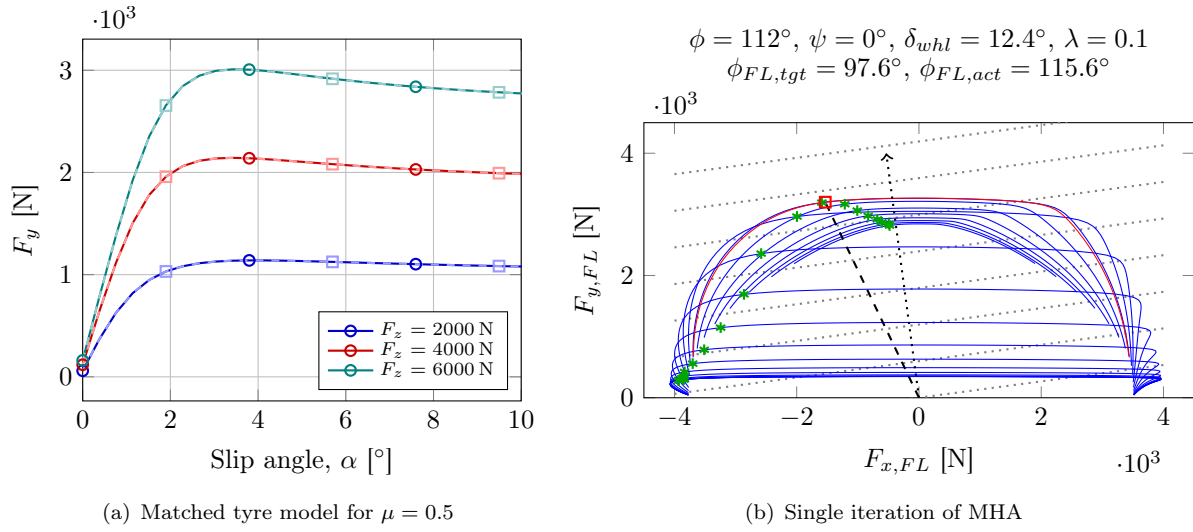 ·10³
3
2
1
0
F_y [N]
0 2 4 6 8 10
Slip angle, α [°]
F_z = 2000 N
F_z = 4000 N
F_z = 6000 N
(a) Matched tyre model for μ = 0.5
ϕ = 112°, ψ = 0°, δ_whl = 12.4°, λ = 0.1
ϕ_FL,tgt = 97.6°, ϕ_FL,act = 115.6°
·10³
4
2
0
F_y,FL [N]
−4 −2 0 2 4
F_x,FL [N]
·10³
(b) Single iteration of MHA